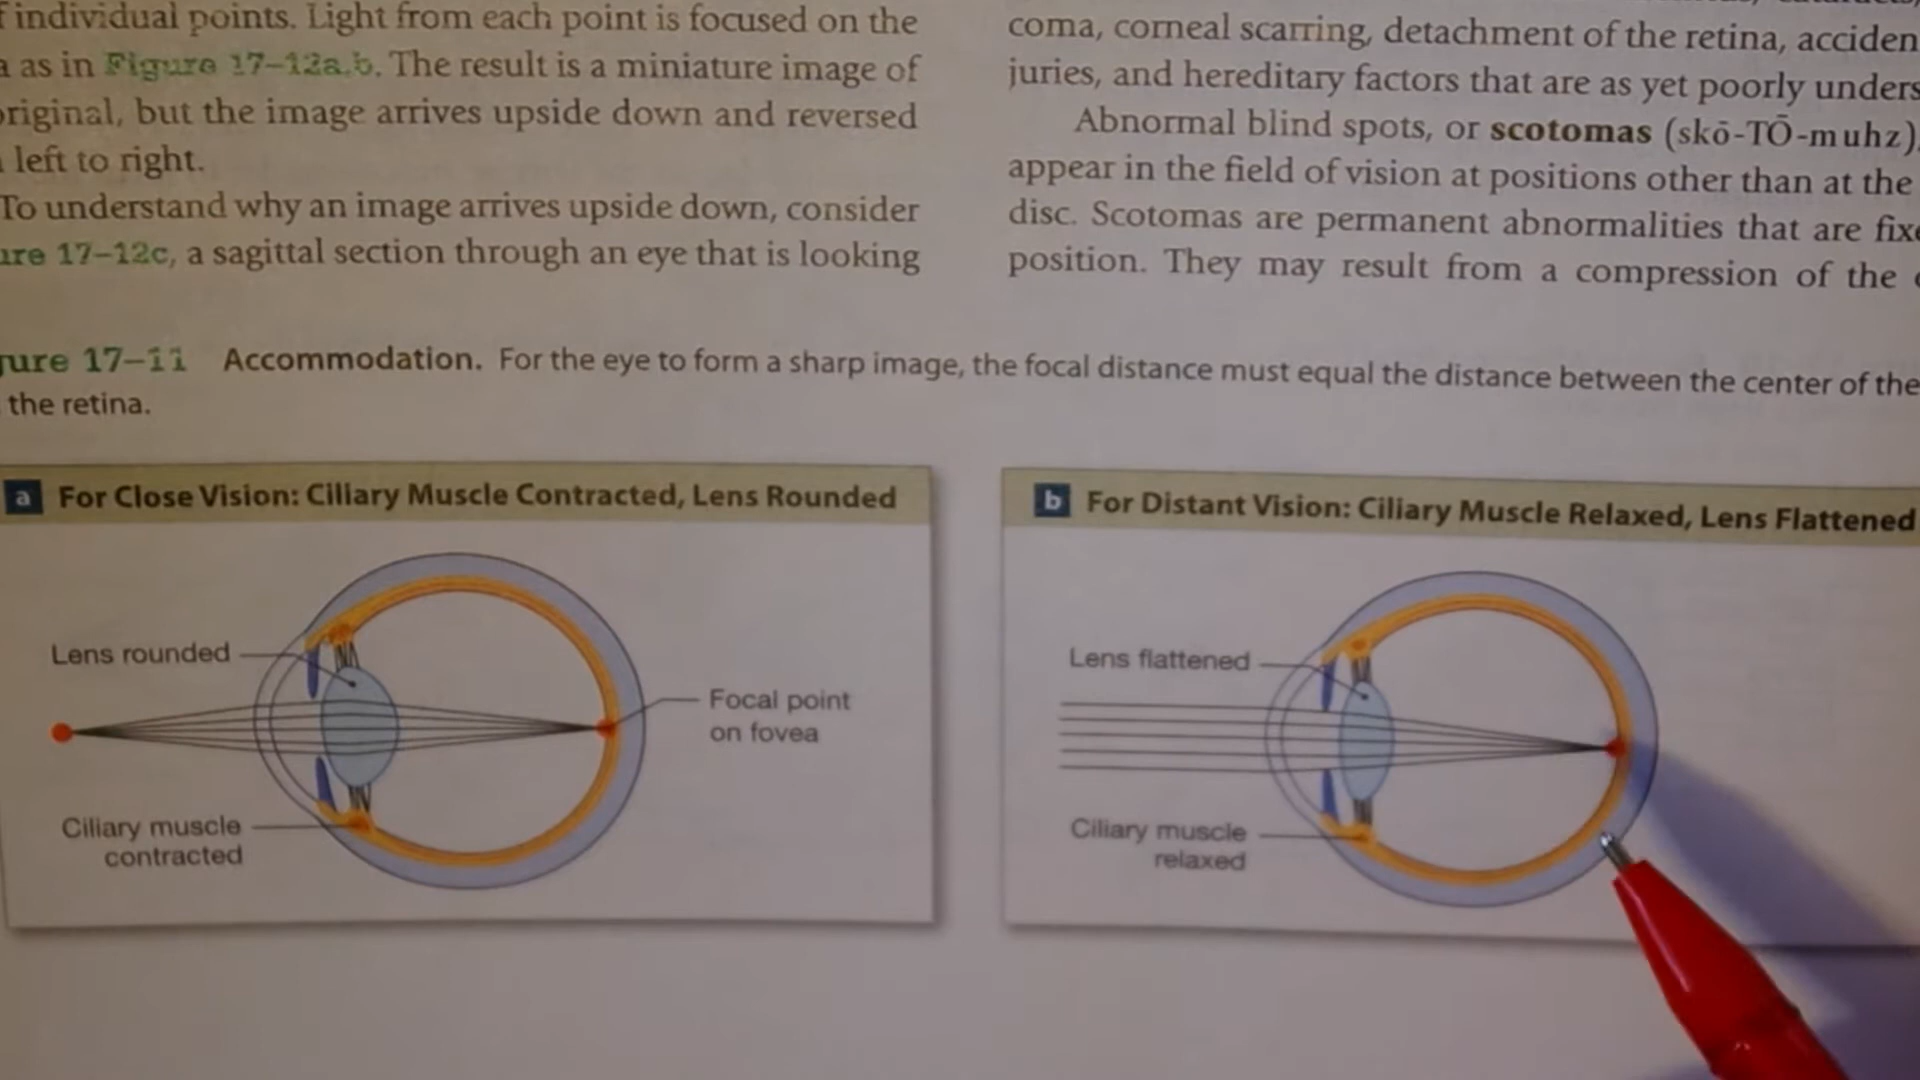 individual points. Light from each point is focused on the
as in Figure 17–12a,b. The result is a miniature image of
original, but the image arrives upside down and reversed
left to right.
To understand why an image arrives upside down, consider
17–12c, a sagittal section through an eye that is looking
coma, corneal scarring, detachment of the retina, acciden
juries, and hereditary factors that are as yet poorly unders
Abnormal blind spots, or scotomas (skō-TŌ-muhz)
appear in the field of vision at positions other than at the
disc. Scotomas are permanent abnormalities that are fixe
position. They may result from a compression of the
gure 17–11 Accommodation. For the eye to form a sharp image, the focal distance must equal the distance between the center of the
the retina.
a For Close Vision: Ciliary Muscle Contracted, Lens Rounded
Lens rounded
Focal point
on fovea
Ciliary muscle
contracted
b For Distant Vision: Ciliary Muscle Relaxed, Lens Flattened
Lens flattened
Ciliary muscle
relaxed